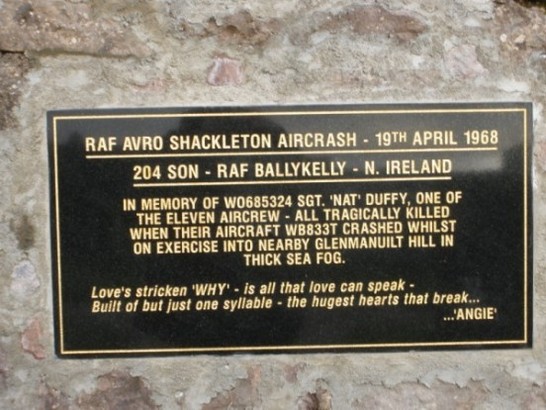 RAF AVRO SHACKLETON AIRCRASH - 19TH APRIL 1968
204 SQN - RAF BALLYKELLY - N. IRELAND
IN MEMORY OF WO685324 SGT. 'NAT' DUFFY, ONE OF
THE ELEVEN AIRCREW - ALL TRAGICALLY KILLED
WHEN THEIR AIRCRAFT WB833T CRASHED WHILST
ON EXERCISE INTO NEARBY GLENMANUILT HILL IN
THICK SEA FOG.
Love's stricken 'WHY' - is all that love can speak -
Built of but just one syllable - the hugest hearts that break...
...'ANGIE'